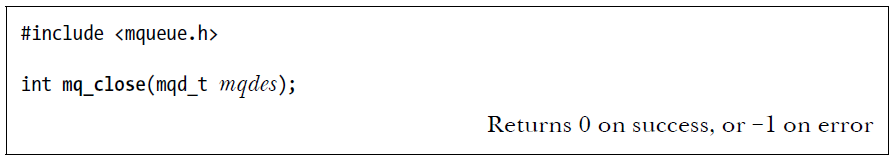 #include <mqueue.h>
int mq_close(mqd_t mqdes);
Returns 0 on success, or −1 on error